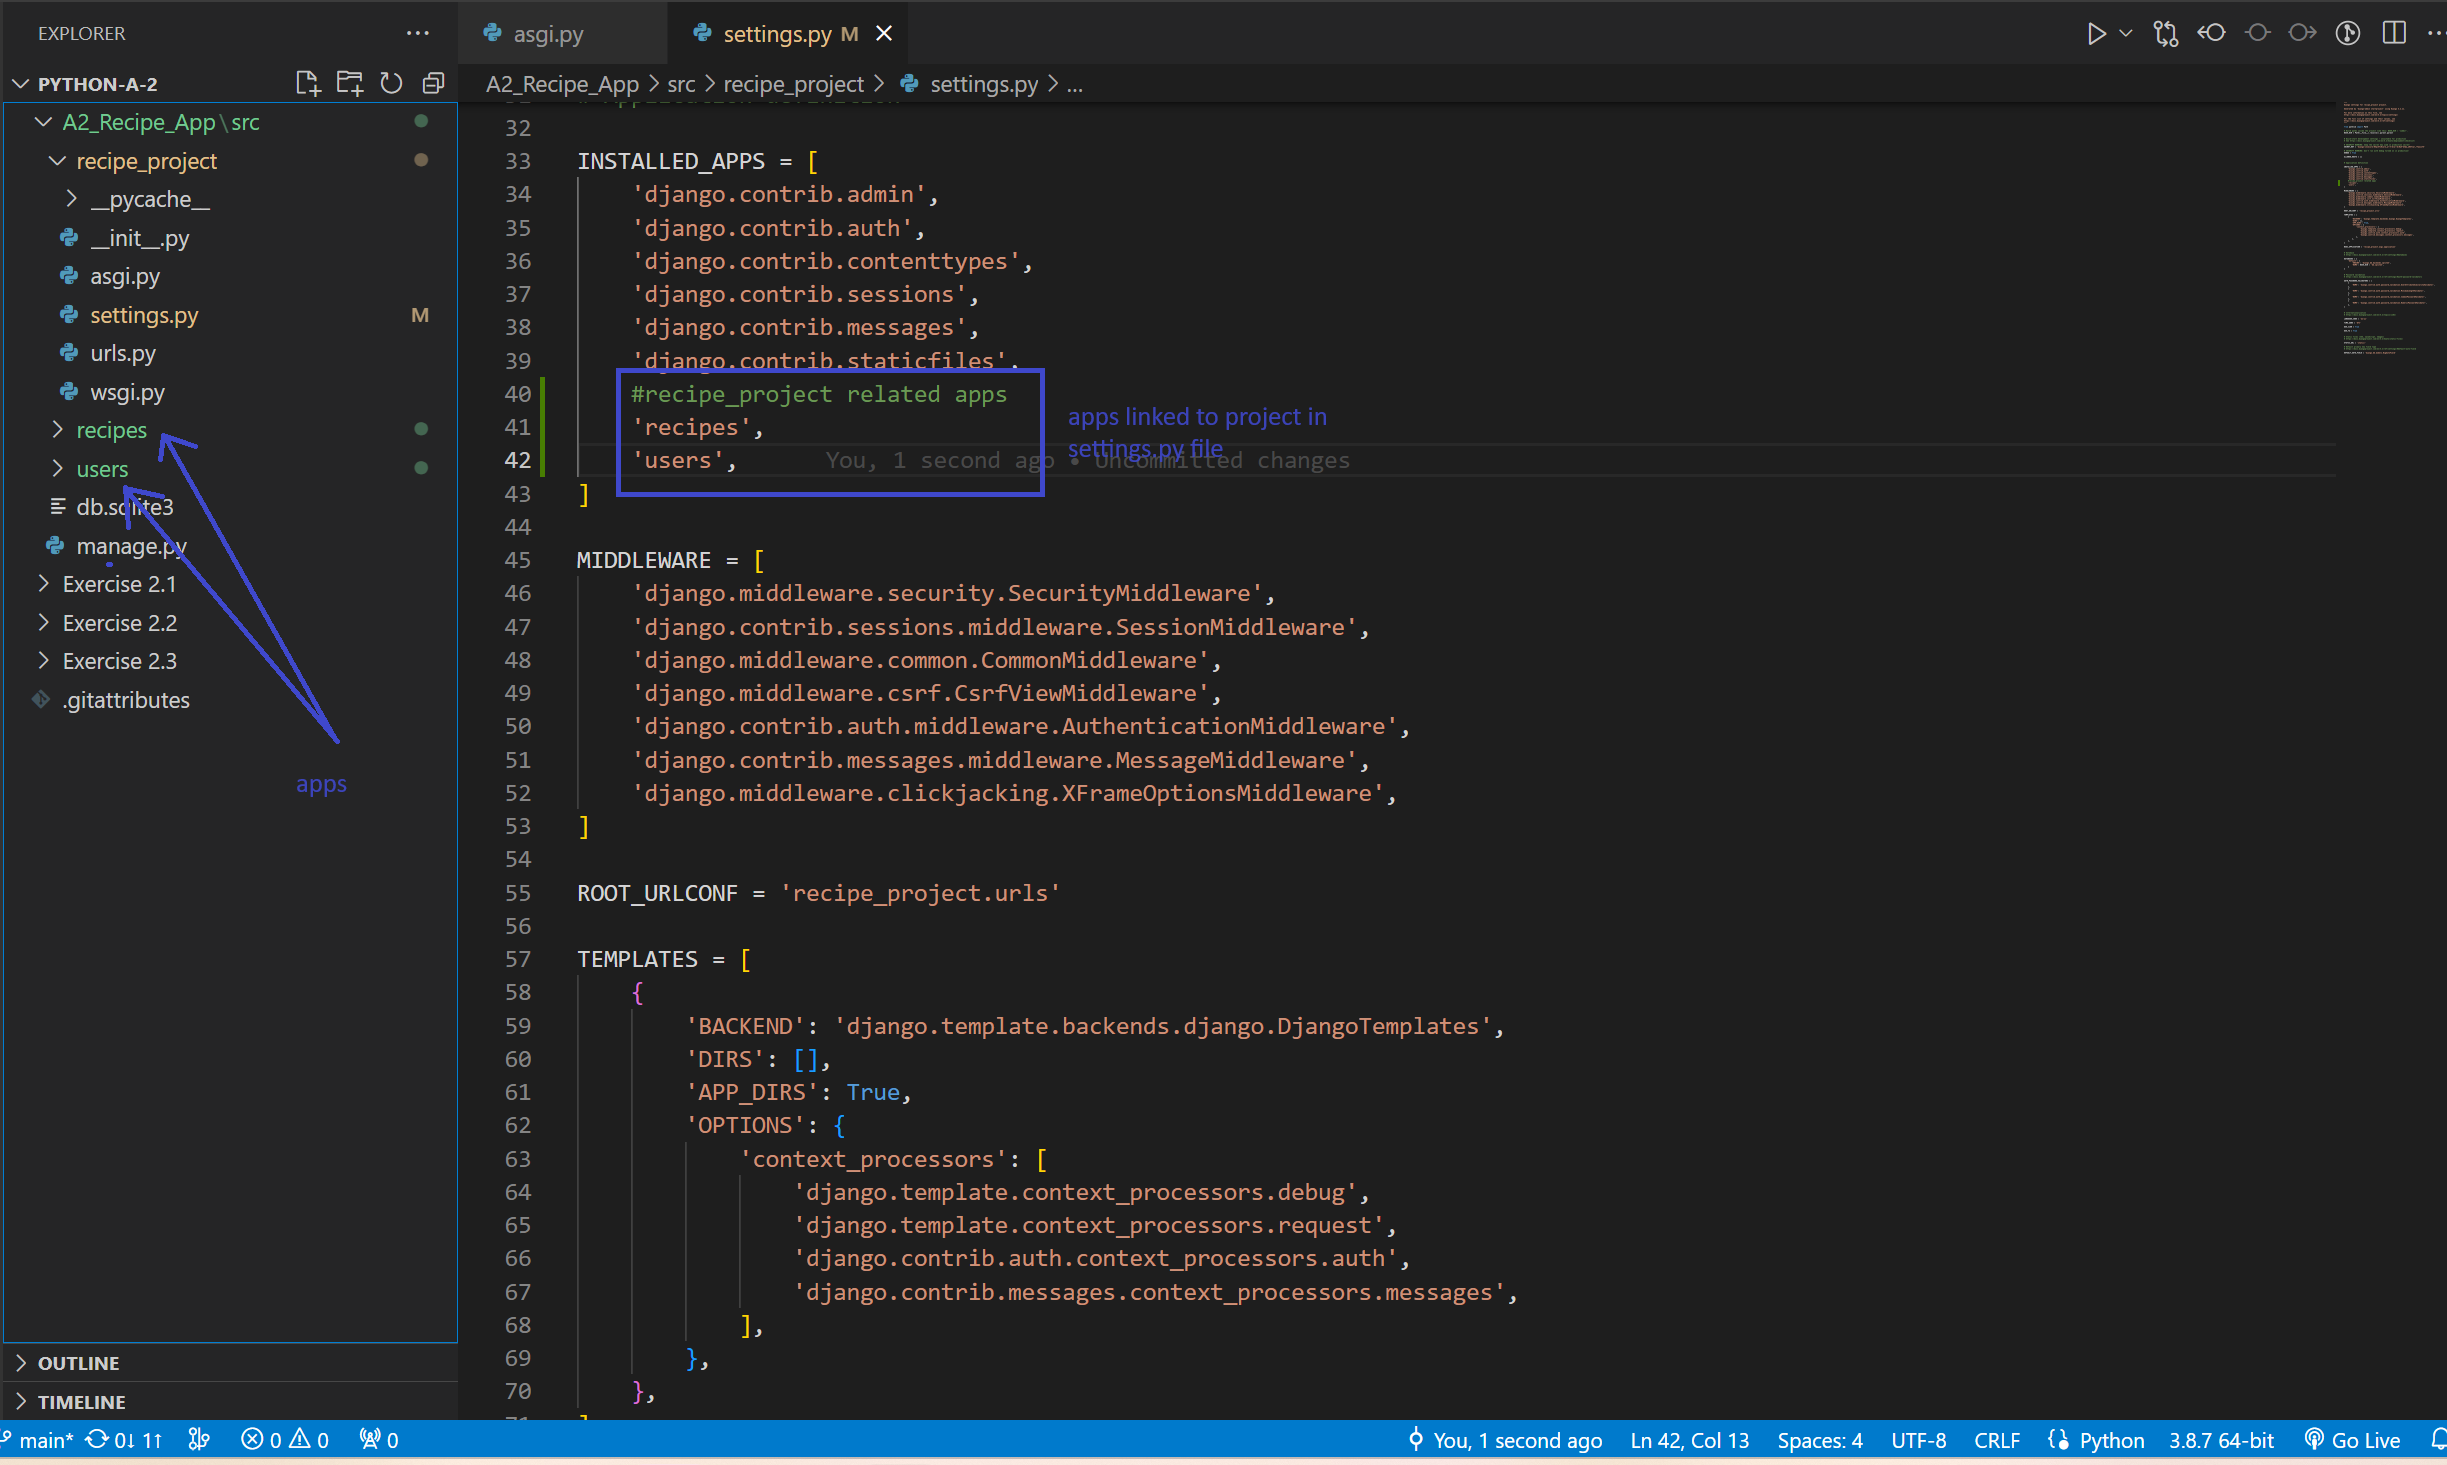 EXPLORER
PYTHON-A-2
A2_Recipe_App\src
recipe_project
__pycache__
__init__.py
asgi.py
settings.py M
urls.py
wsgi.py
recipes
users
db.sqlite3
manage.py
Exercise 2.1
Exercise 2.2
Exercise 2.3
.gitattributes
apps
OUTLINE
TIMELINE
asgi.py
settings.py M
A2_Recipe_App > src > recipe_project > settings.py > ...
32
33 INSTALLED_APPS = [
34 'django.contrib.admin',
35 'django.contrib.auth',
36 'django.contrib.contenttypes',
37 'django.contrib.sessions',
38 'django.contrib.messages',
39 'django.contrib.staticfiles',
40 #recipe_project related apps
41 'recipes',
42 'users', You, 1 second ago • Uncommitted changes
apps linked to project in
settings.py file
43 ]
44
45 MIDDLEWARE = [
46 'django.middleware.security.SecurityMiddleware',
47 'django.contrib.sessions.middleware.SessionMiddleware',
48 'django.middleware.common.CommonMiddleware',
49 'django.middleware.csrf.CsrfViewMiddleware',
50 'django.contrib.auth.middleware.AuthenticationMiddleware',
51 'django.contrib.messages.middleware.MessageMiddleware',
52 'django.middleware.clickjacking.XFrameOptionsMiddleware',
53 ]
54
55 ROOT_URLCONF = 'recipe_project.urls'
56
57 TEMPLATES = [
58 {
59 'BACKEND': 'django.template.backends.django.DjangoTemplates',
60 'DIRS': [],
61 'APP_DIRS': True,
62 'OPTIONS': {
63 'context_processors': [
64 'django.template.context_processors.debug',
65 'django.template.context_processors.request',
66 'django.contrib.auth.context_processors.auth',
67 'django.contrib.messages.context_processors.messages',
68 ],
69 },
70 },
main* 0↓ 1↑ 0 0 0 You, 1 second ago Ln 42, Col 13 Spaces: 4 UTF-8 CRLF Python 3.8.7 64-bit Go Live